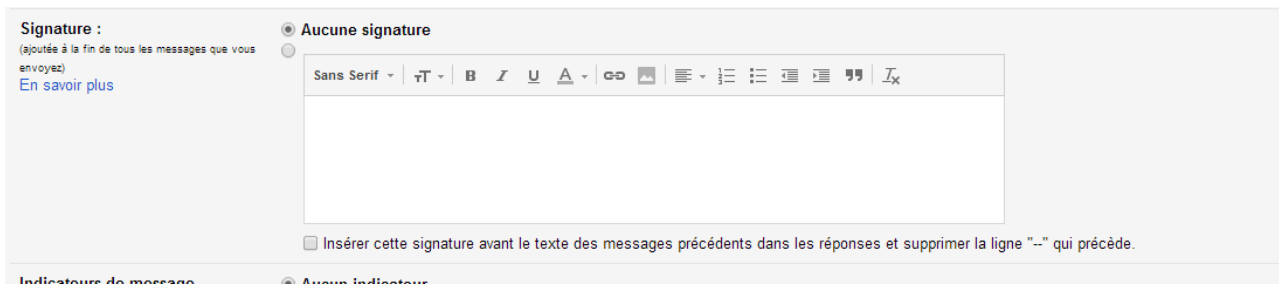 Signature :
(ajoutée à la fin de tous les messages que vous
envoyez)
En savoir plus
Aucune signature
Sans Serif
Insérer cette signature avant le texte des messages précédents dans les réponses et supprimer la ligne "--" qui précède.
Indicateurs de message
Aucun indicateur